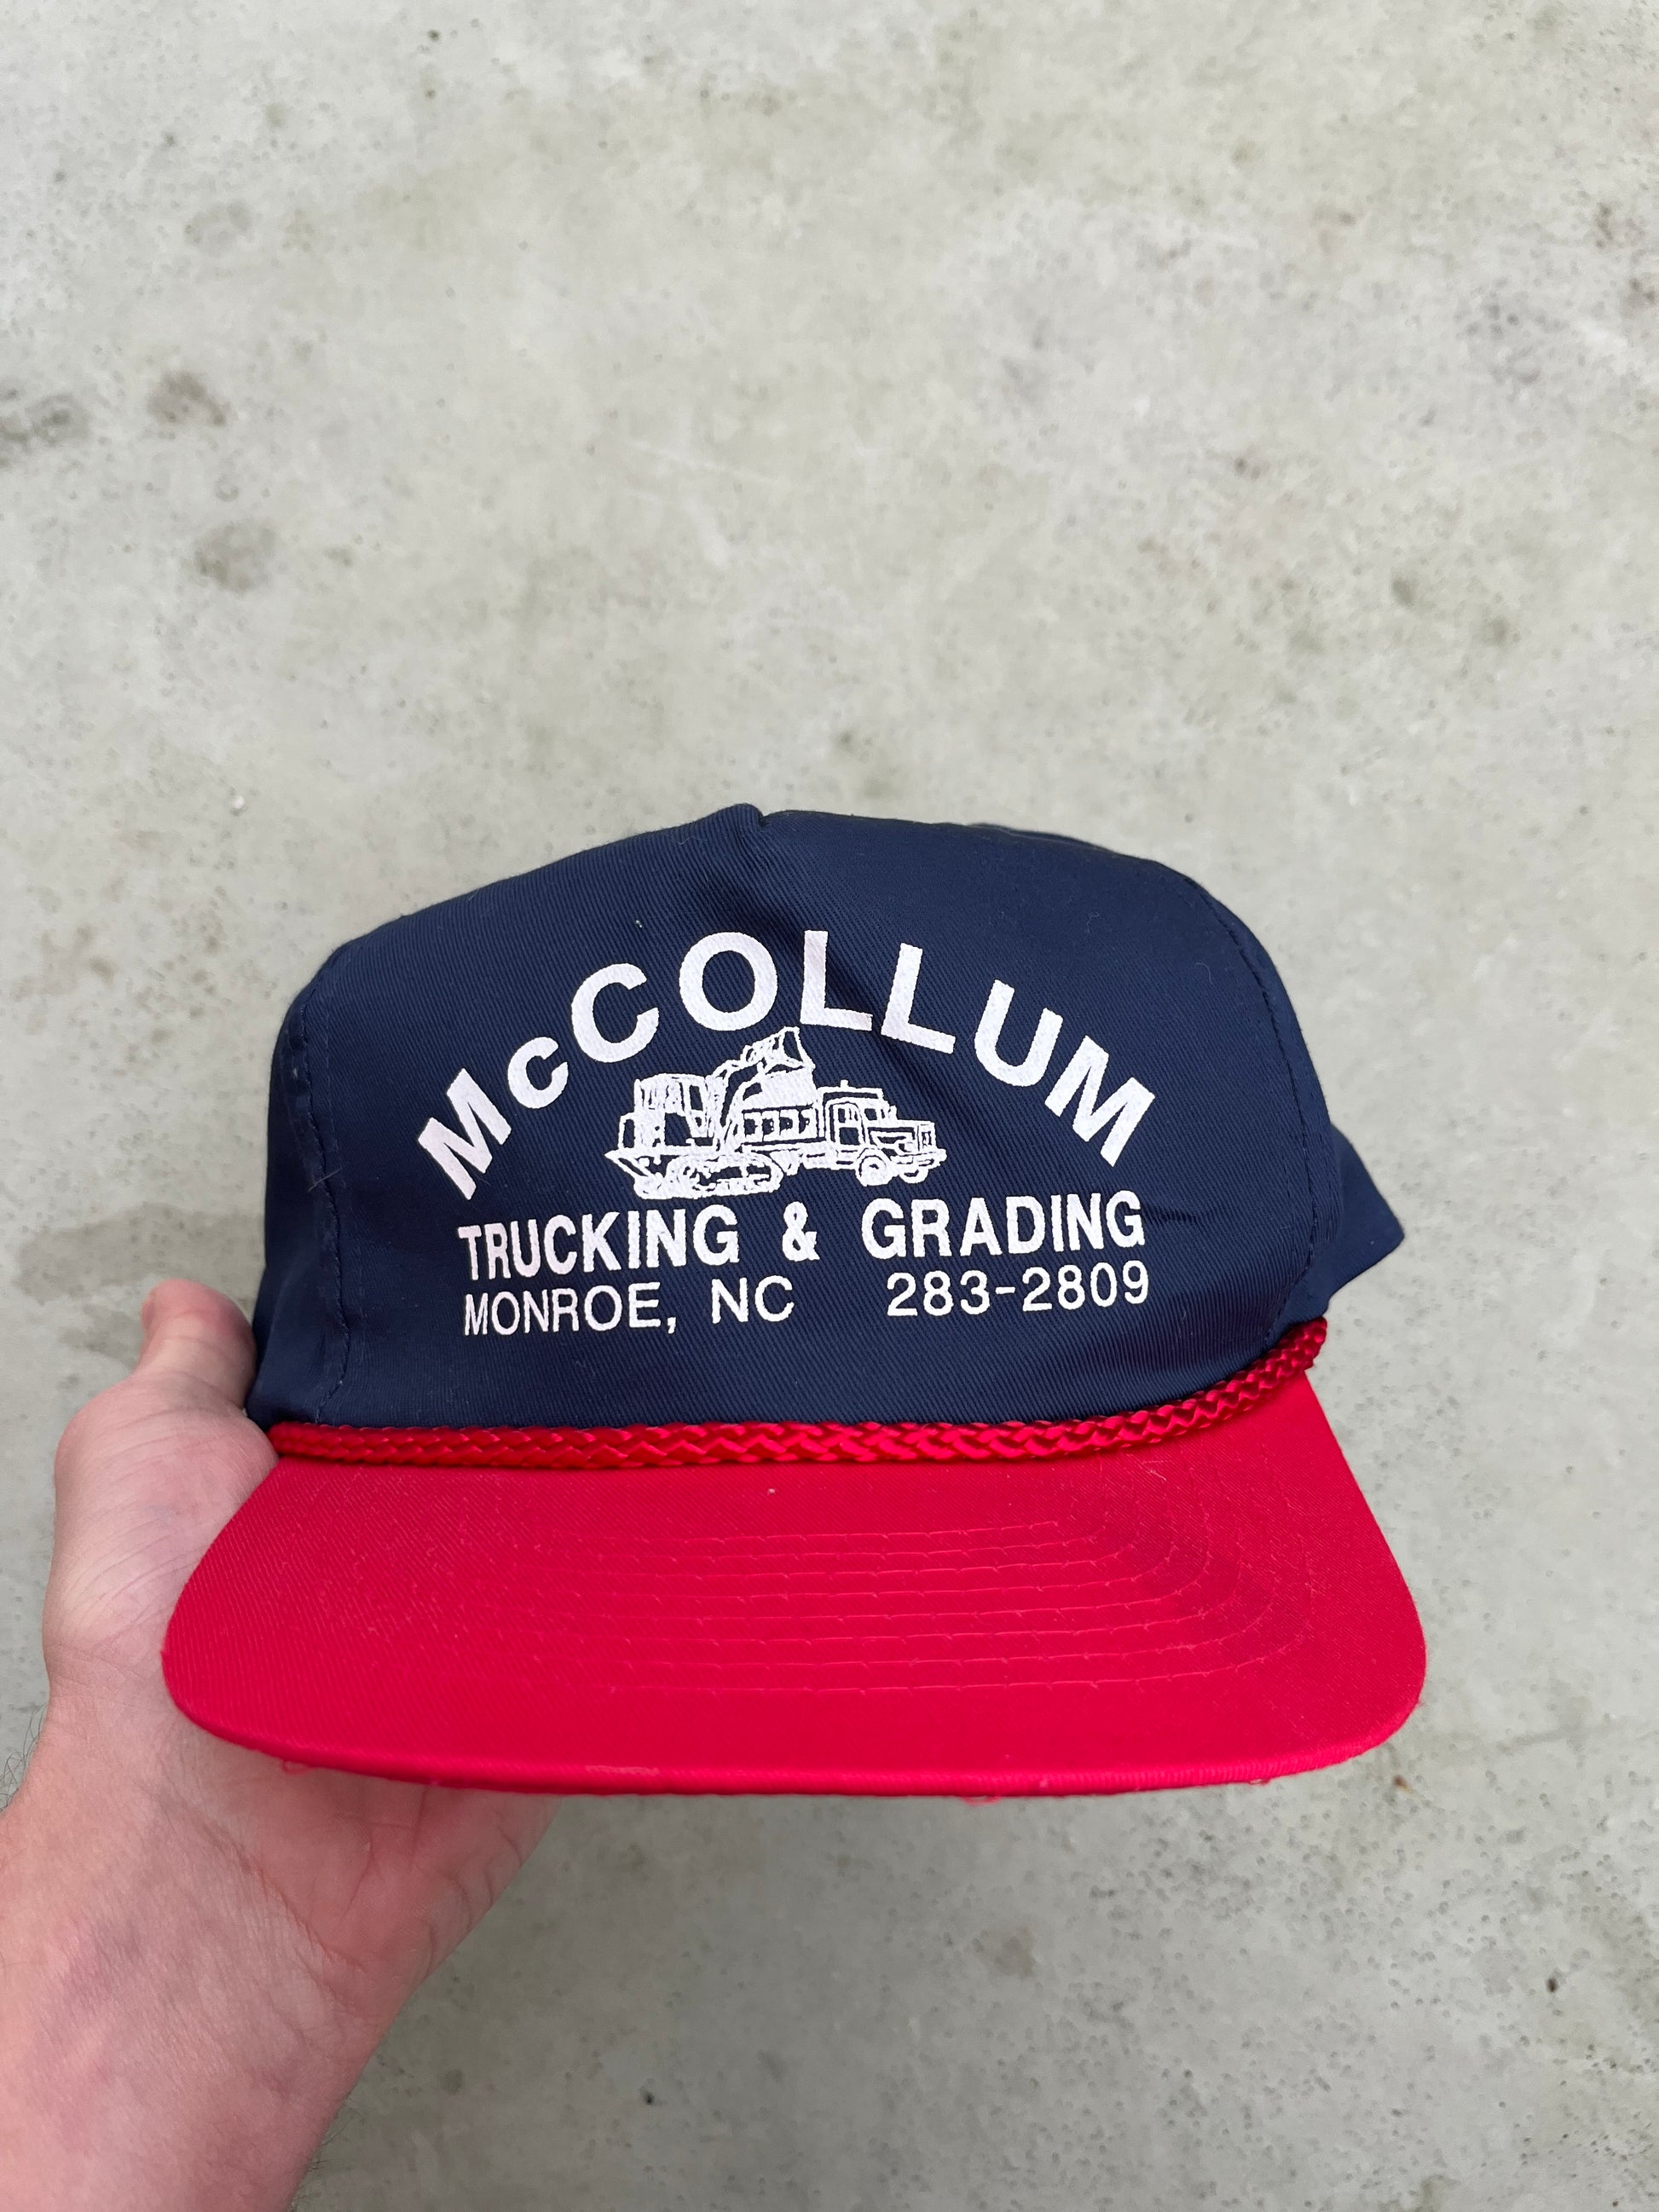 McCOLLUM
TRUCKING & GRADING
MONROE, NC 283-2809